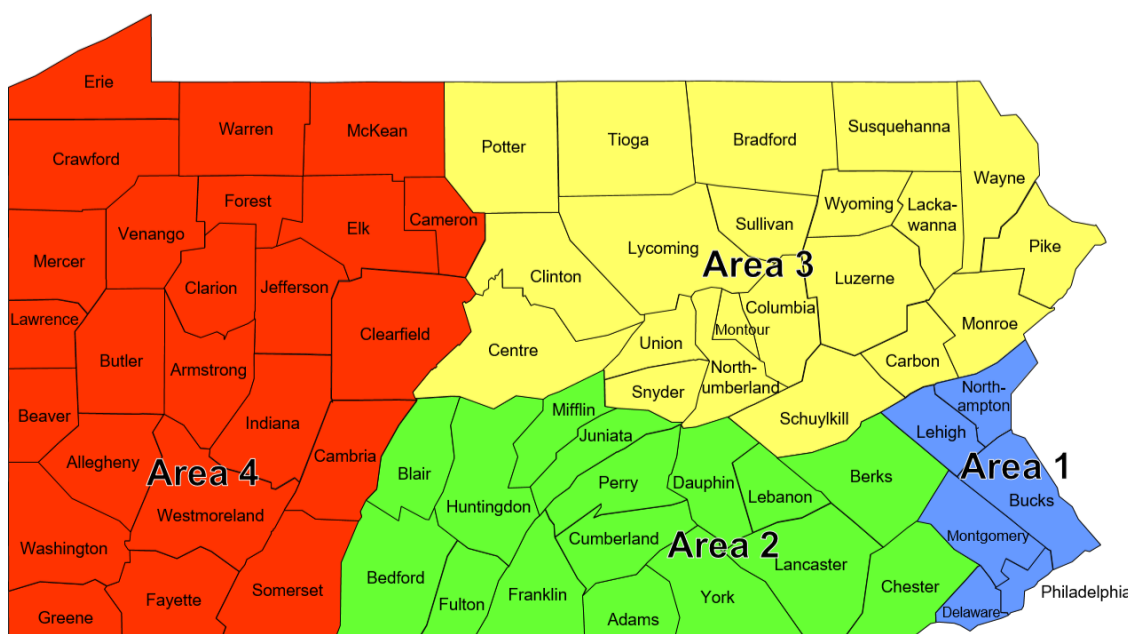 Erie
Warren
McKean
Potter
Tioga
Bradford
Susquehanna
Crawford
Wayne
Forest
Cameron
Wyoming
Lacka-
wanna
Venango
Elk
Sullivan
Lycoming
Pike
Mercer
Area 3
Clinton
Luzerne
Clarion
Jefferson
Columbia
Lawrence
Clearfield
Montour
Monroe
Union
Centre
Butler
Armstrong
Carbon
North-
umberland
Snyder
North-
ampton
Beaver
Mifflin
Schuylkill
Indiana
Juniata
Lehigh
Cambria
Allegheny
Area 4
Blair
Area 1
Berks
Perry
Dauphin
Lebanon
Huntingdon
Bucks
Westmoreland
Montgomery
Cumberland
Area 2
Washington
Lancaster
Bedford
Chester
Somerset
Franklin
Philadelphia
Fayette
York
Fulton
Delaware
Greene
Adams